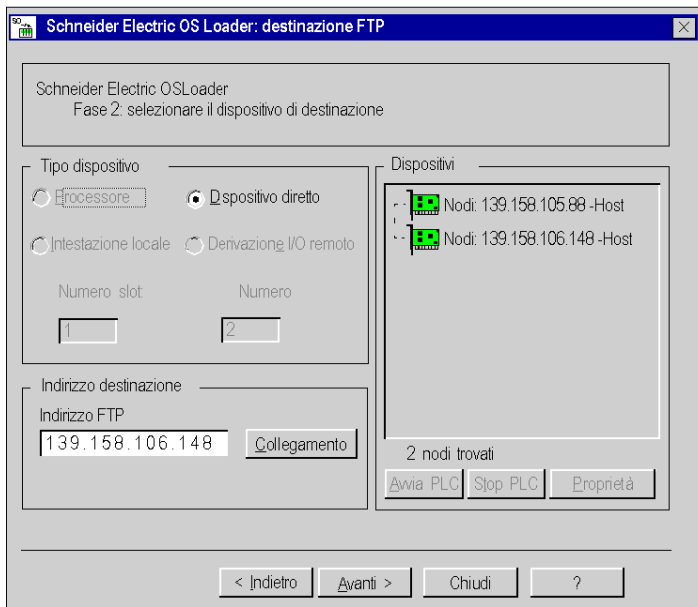 Schneider Electric OS Loader: destinazione FTP
Schneider Electric OSLoader
Fase 2: selezionare il dispositivo di destinazione
Tipo dispositivo
Processore
Dispositivo diretto
Intestazione locale
Derivazione I/O remoto
Numero slot:
Numero
1
2
Indirizzo destinazione
Indirizzo FTP
139.158.106.148
Collegamento
Dispositivi
Nodi: 139.158.105.88 -Host
Nodi: 139.158.106.148 -Host
2 nodi trovati
Avvia PLC
Stop PLC
Proprietà
< Indietro
Avanti >
Chiudi
?